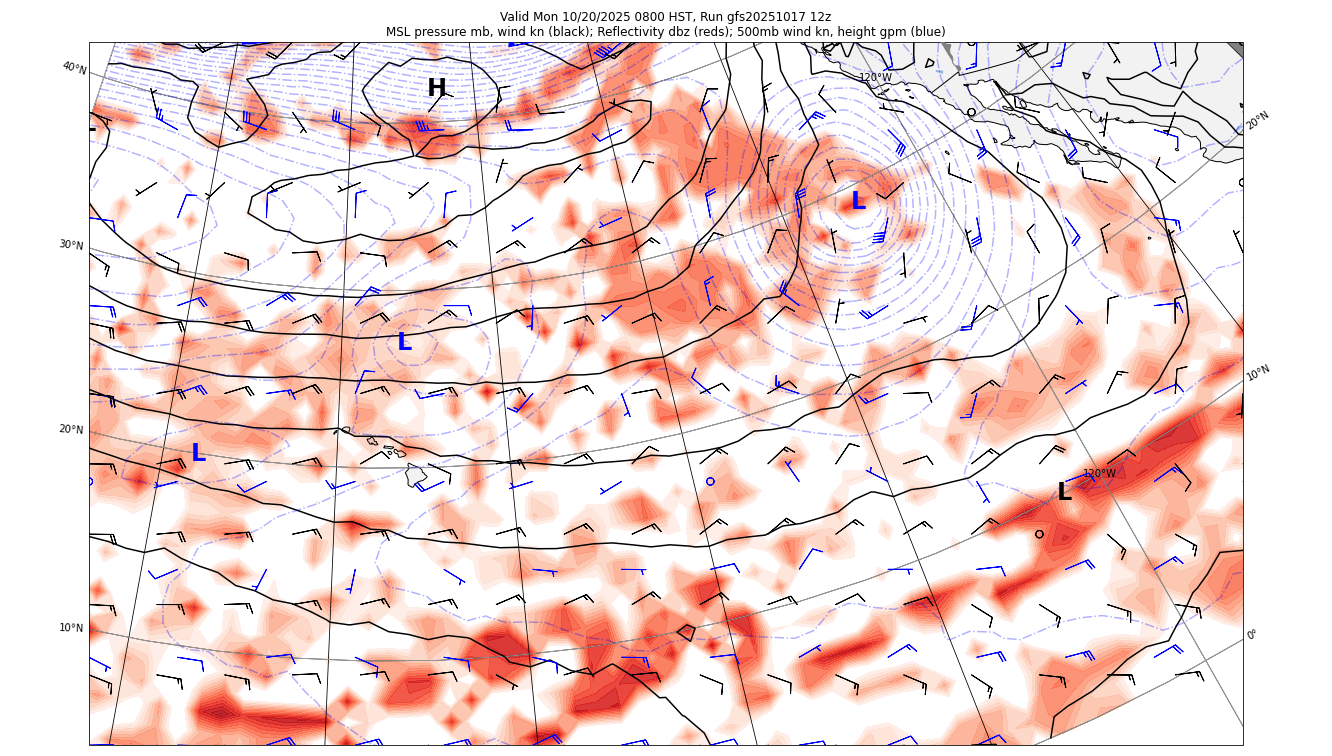 Valid Mon 10/20/2025 0800 HST, Run gfs20251017 12z
MSL pressure mb, wind kn (black); Reflectivity dbz (reds); 500mb wind kn, height gpm (blue)
40°N
120°W
H
20°N
L
30°N
L
10°N
20°N
L
120°W
L
10°N
0°